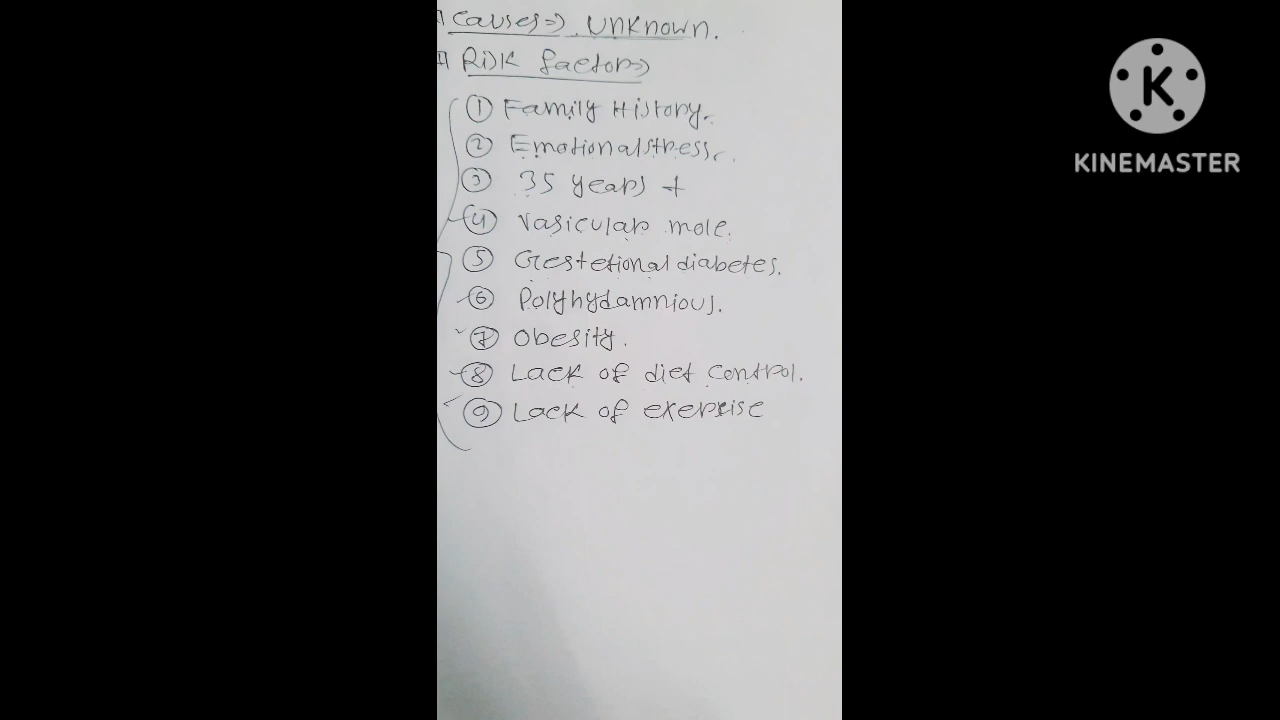 Causes⇒ Unknown.
Risk factors
① Family History.
② Emotional stress.
③ 35 years +
④ Vasicular mole.
⑤ Gestetional diabetes.
⑥ Polyhydamnious.
⑦ Obesity.
⑧ Lack of diet control.
⑨ Lack of exercise
K
KINEMASTER